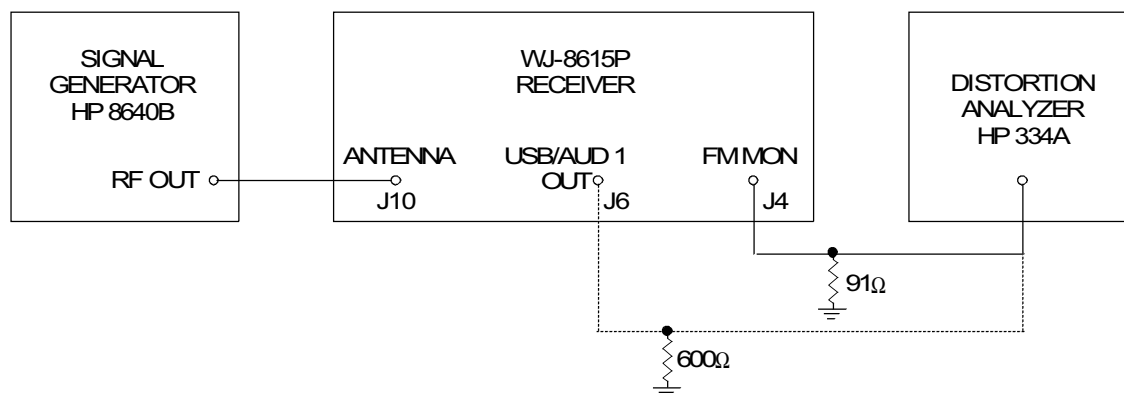 SIGNAL
GENERATOR
HP 8640B
RF OUT
WJ-8615P
RECEIVER
ANTENNA
J10
USB/AUD 1
OUT
J6
FM MON
J4
DISTORTION
ANALYZER
HP 334A
91Ω
600Ω